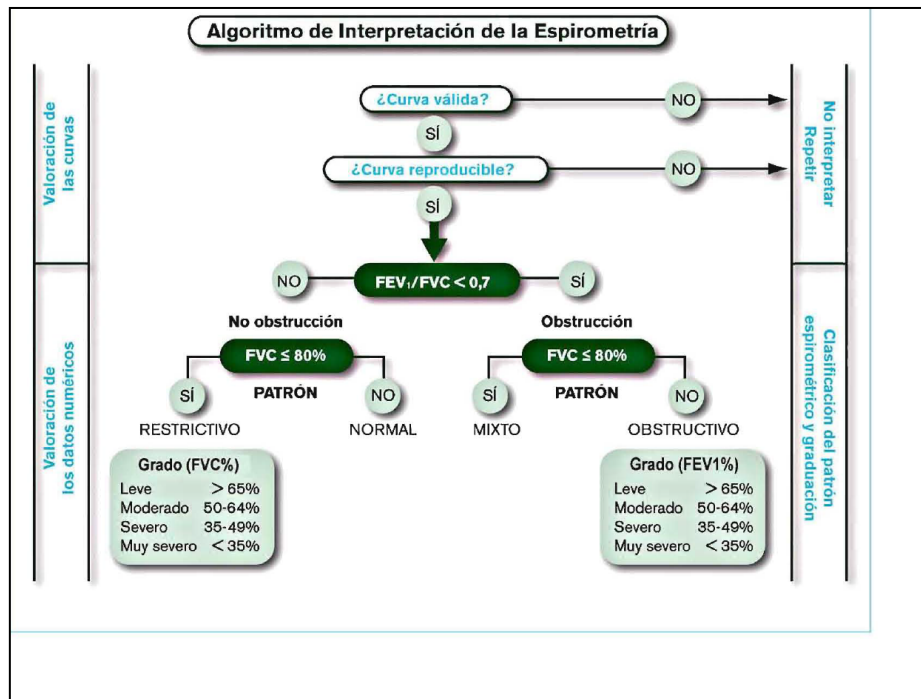 Algoritmo de Interpretación de la Espirometría
Valoración de
las curvas
¿Curva válida?
NO
SÍ
¿Curva reproducible?
NO
SÍ
No interpretar
Repetir
Valoración de
los datos numéricos
NO
FEV₁/FVC < 0,7
SÍ
No obstrucción
Obstrucción
FVC ≤ 80%
FVC ≤ 80%
SÍ
PATRÓN
NO
SÍ
PATRÓN
NO
RESTRICTIVO
NORMAL
MIXTO
OBSTRUCTIVO
Grado (FVC%)
Leve > 65%
Moderado 50-64%
Severo 35-49%
Muy severo < 35%
Grado (FEV1%)
Leve > 65%
Moderado 50-64%
Severo 35-49%
Muy severo < 35%
Clasificación del patrón
espirométrico y graduación